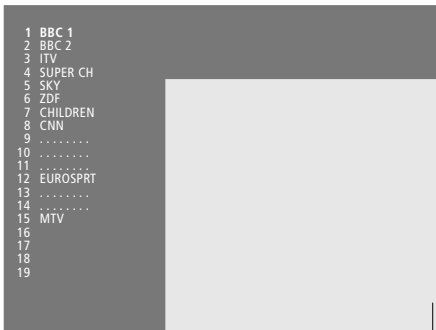 1 BBC 1
2 BBC 2
3 ITV
4 SUPER CH
5 SKY
6 ZDF
7 CHILDREN
8 CNN
9 ........
10 ........
11 ........
12 EUROSPRT
13 ........
14 ........
15 MTV
16
17
18
19